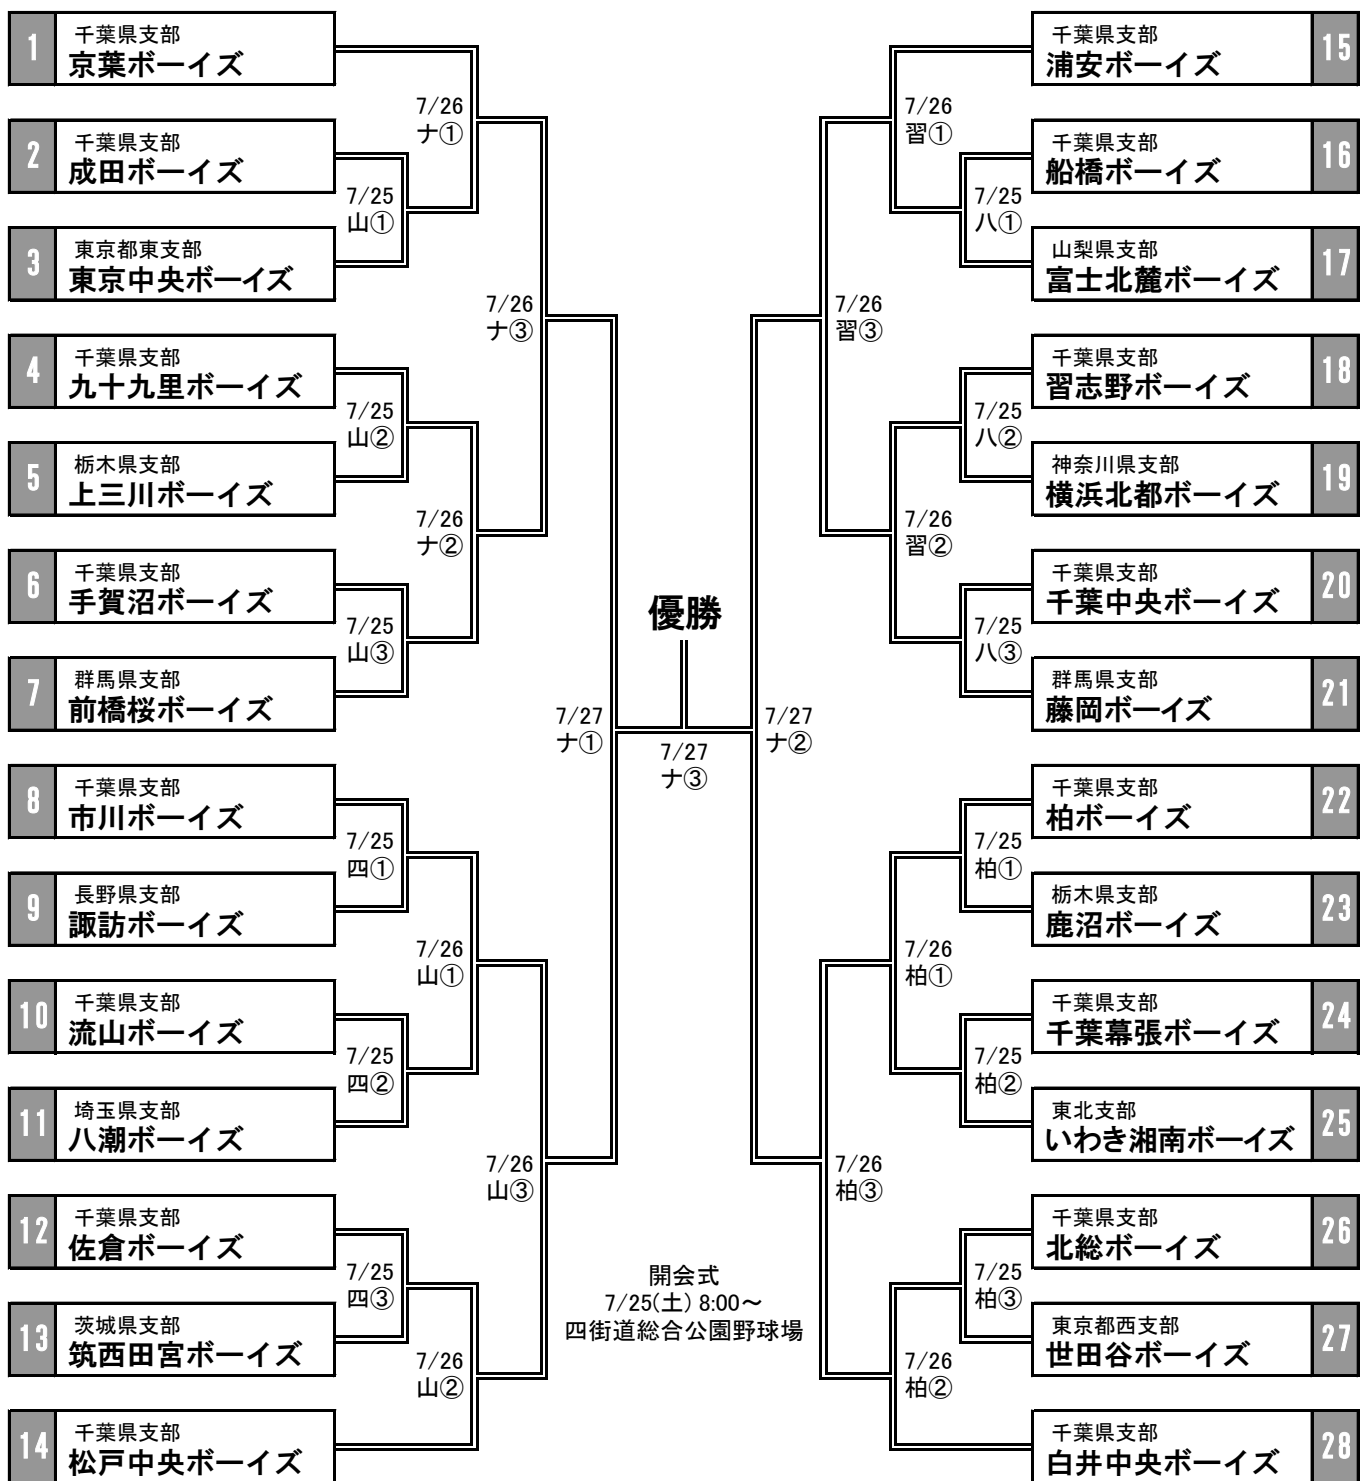 1
千葉県支部
京葉ボーイズ
2
千葉県支部
成田ボーイズ
3
東京都東支部
東京中央ボーイズ
4
千葉県支部
九十九里ボーイズ
5
栃木県支部
上三川ボーイズ
6
千葉県支部
手賀沼ボーイズ
7
群馬県支部
前橋桜ボーイズ
8
千葉県支部
市川ボーイズ
9
長野県支部
諏訪ボーイズ
10
千葉県支部
流山ボーイズ
11
埼玉県支部
八潮ボーイズ
12
千葉県支部
佐倉ボーイズ
13
茨城県支部
筑西田宮ボーイズ
14
千葉県支部
松戸中央ボーイズ
7/25
山①
7/25
山②
7/25
山③
7/25
四①
7/25
四②
7/25
四③
7/26
ナ①
7/26
ナ②
7/26
山①
7/26
山②
7/26
ナ③
7/26
山③
7/27
ナ①
優勝
7/27
ナ③
開会式
7/25(土) 8:00～
四街道総合公園野球場
7/27
ナ②
7/26
習③
7/26
柏③
7/26
習①
7/26
習②
7/26
柏①
7/26
柏②
7/25
八①
7/25
八②
7/25
八③
7/25
柏①
7/25
柏②
7/25
柏③
千葉県支部
浦安ボーイズ
15
千葉県支部
船橋ボーイズ
16
山梨県支部
富士北麓ボーイズ
17
千葉県支部
習志野ボーイズ
18
神奈川県支部
横浜北都ボーイズ
19
千葉県支部
千葉中央ボーイズ
20
群馬県支部
藤岡ボーイズ
21
千葉県支部
柏ボーイズ
22
栃木県支部
鹿沼ボーイズ
23
千葉県支部
千葉幕張ボーイズ
24
東北支部
いわき湘南ボーイズ
25
千葉県支部
北総ボーイズ
26
東京都西支部
世田谷ボーイズ
27
千葉県支部
白井中央ボーイズ
28